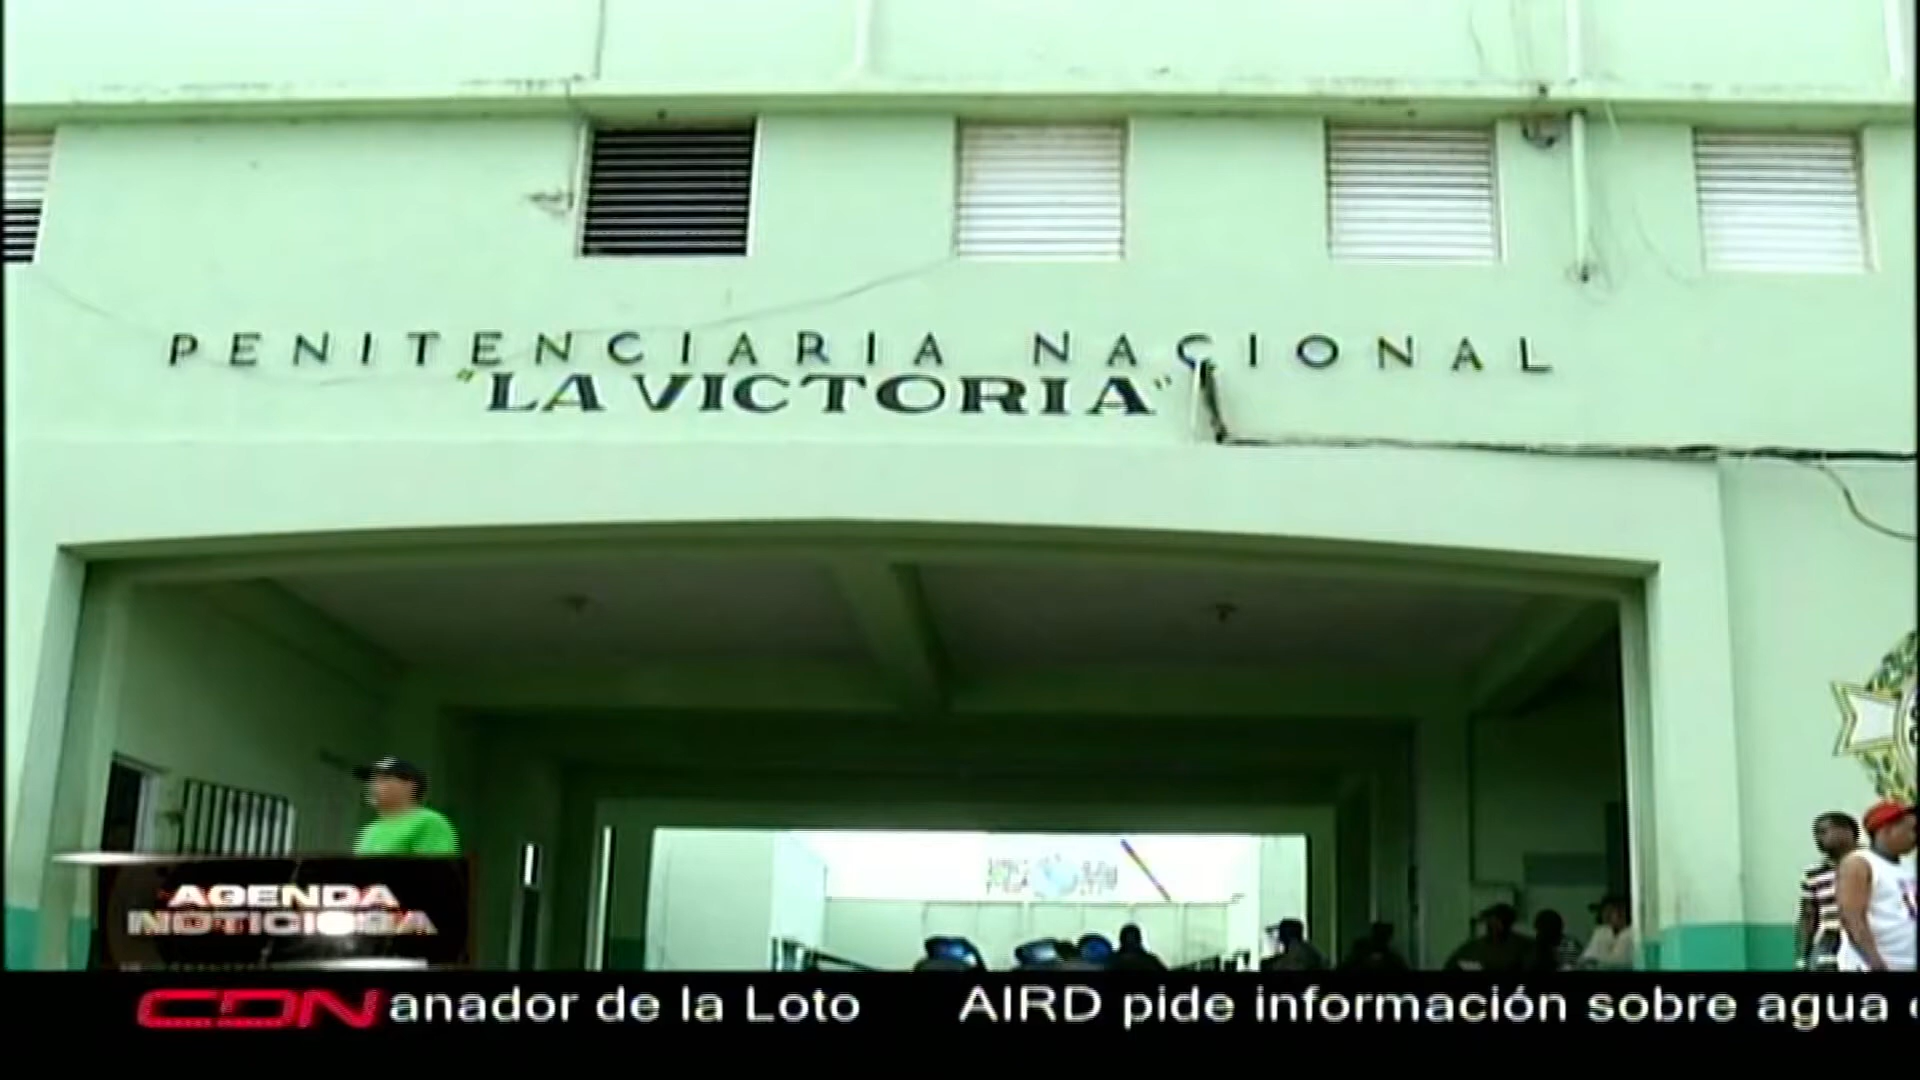 PENITENCIARIA NACIONAL
"LA VICTORIA"
AGENDA
NOTICIOSA
CDN anador de la Loto AIRD pide información sobre agua